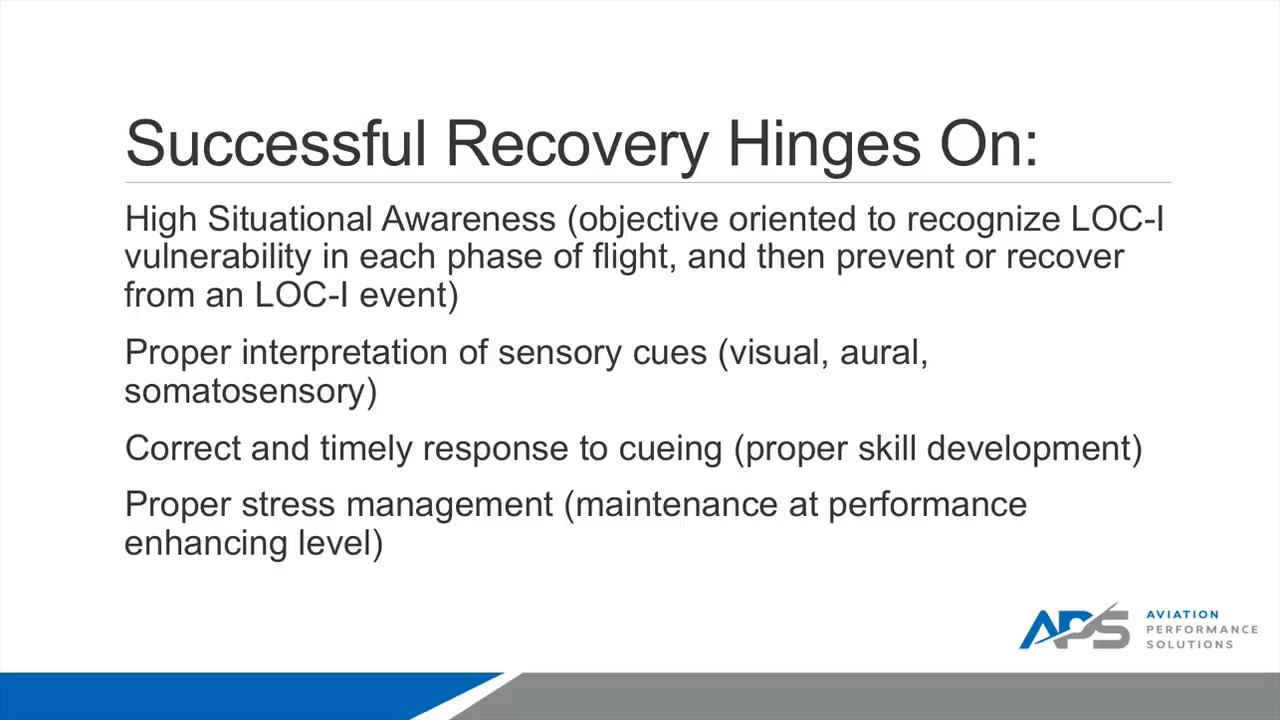 Successful Recovery Hinges On:
High Situational Awareness (objective oriented to recognize LOC-I
vulnerability in each phase of flight, and then prevent or recover
from an LOC-I event)
Proper interpretation of sensory cues (visual, aural,
somatosensory)
Correct and timely response to cueing (proper skill development)
Proper stress management (maintenance at performance
enhancing level)
APS
AVIATION
PERFORMANCE
SOLUTIONS